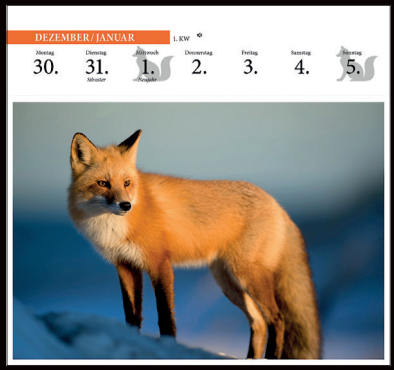 DEZEMBER / JANUAR 1. KW
Montag Dienstag Mittwoch Donnerstag Freitag Samstag Sonntag
30. 31. 1. 2. 3. 4. 5.
Silvester Neujahr